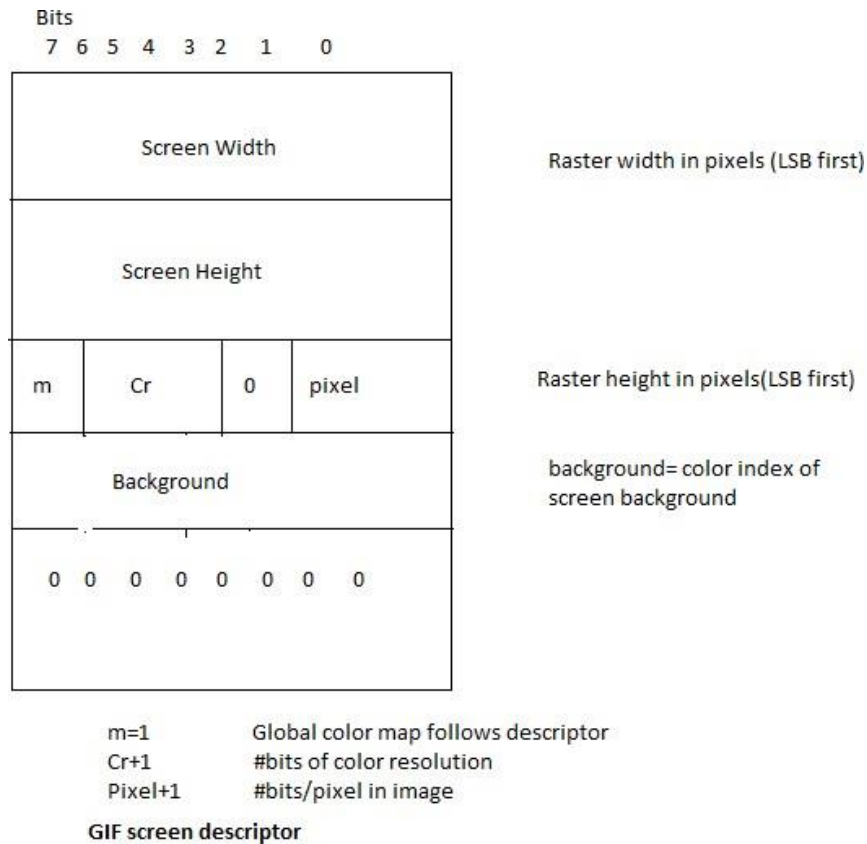 Bits
7 6 5 4 3 2 1 0
Screen Width
Raster width in pixels (LSB first)
Screen Height
m Cr 0 pixel
Raster height in pixels(LSB first)
Background
background= color index of
screen background
0 0 0 0 0 0 0 0
m=1 Global color map follows descriptor
Cr+1 #bits of color resolution
Pixel+1 #bits/pixel in image
GIF screen descriptor